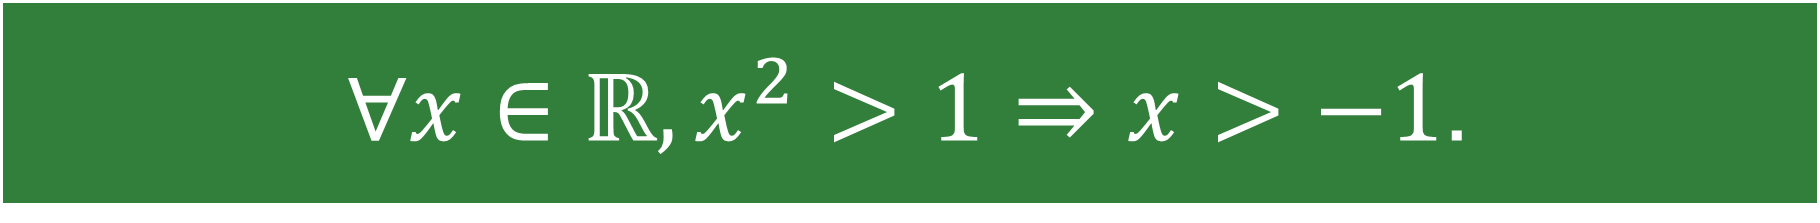 ∀x ∈ ℝ, x² > 1 ⇒ x > −1.